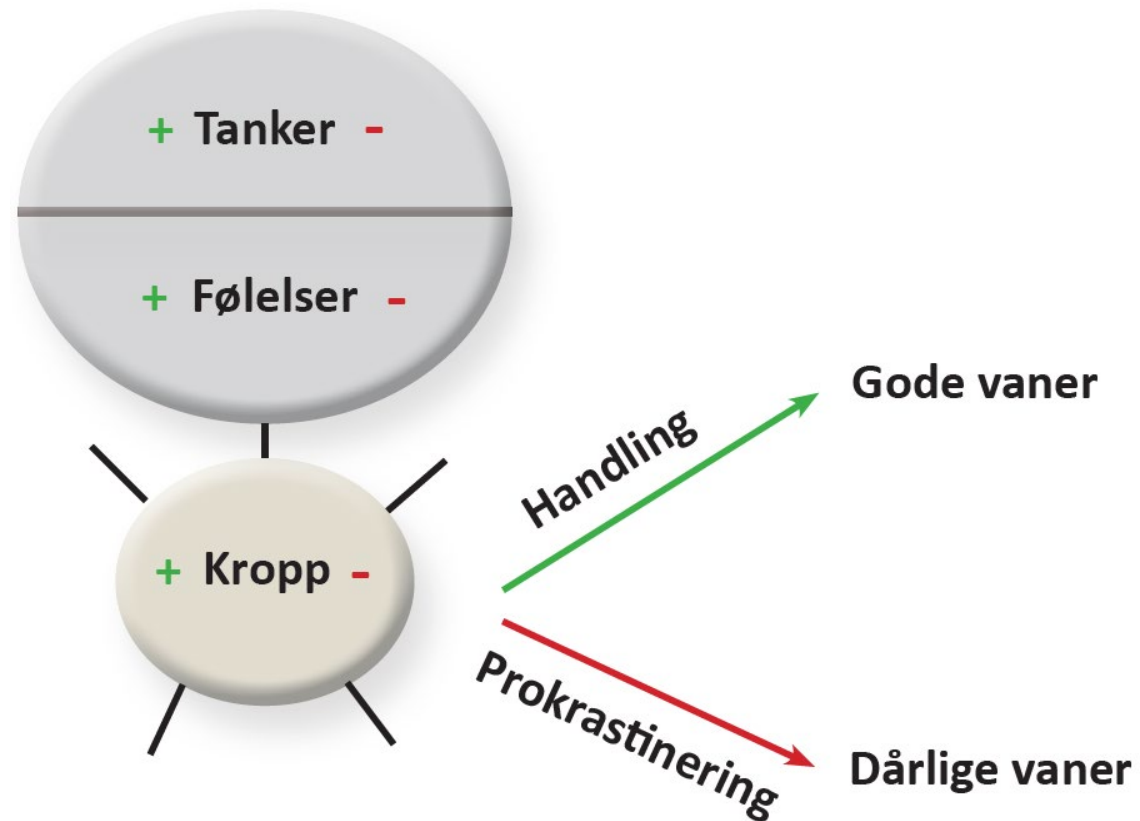 + Tanker -
+ Følelser -
Gode vaner
Handling
+ Kropp -
Prokrastinering
Dårlige vaner